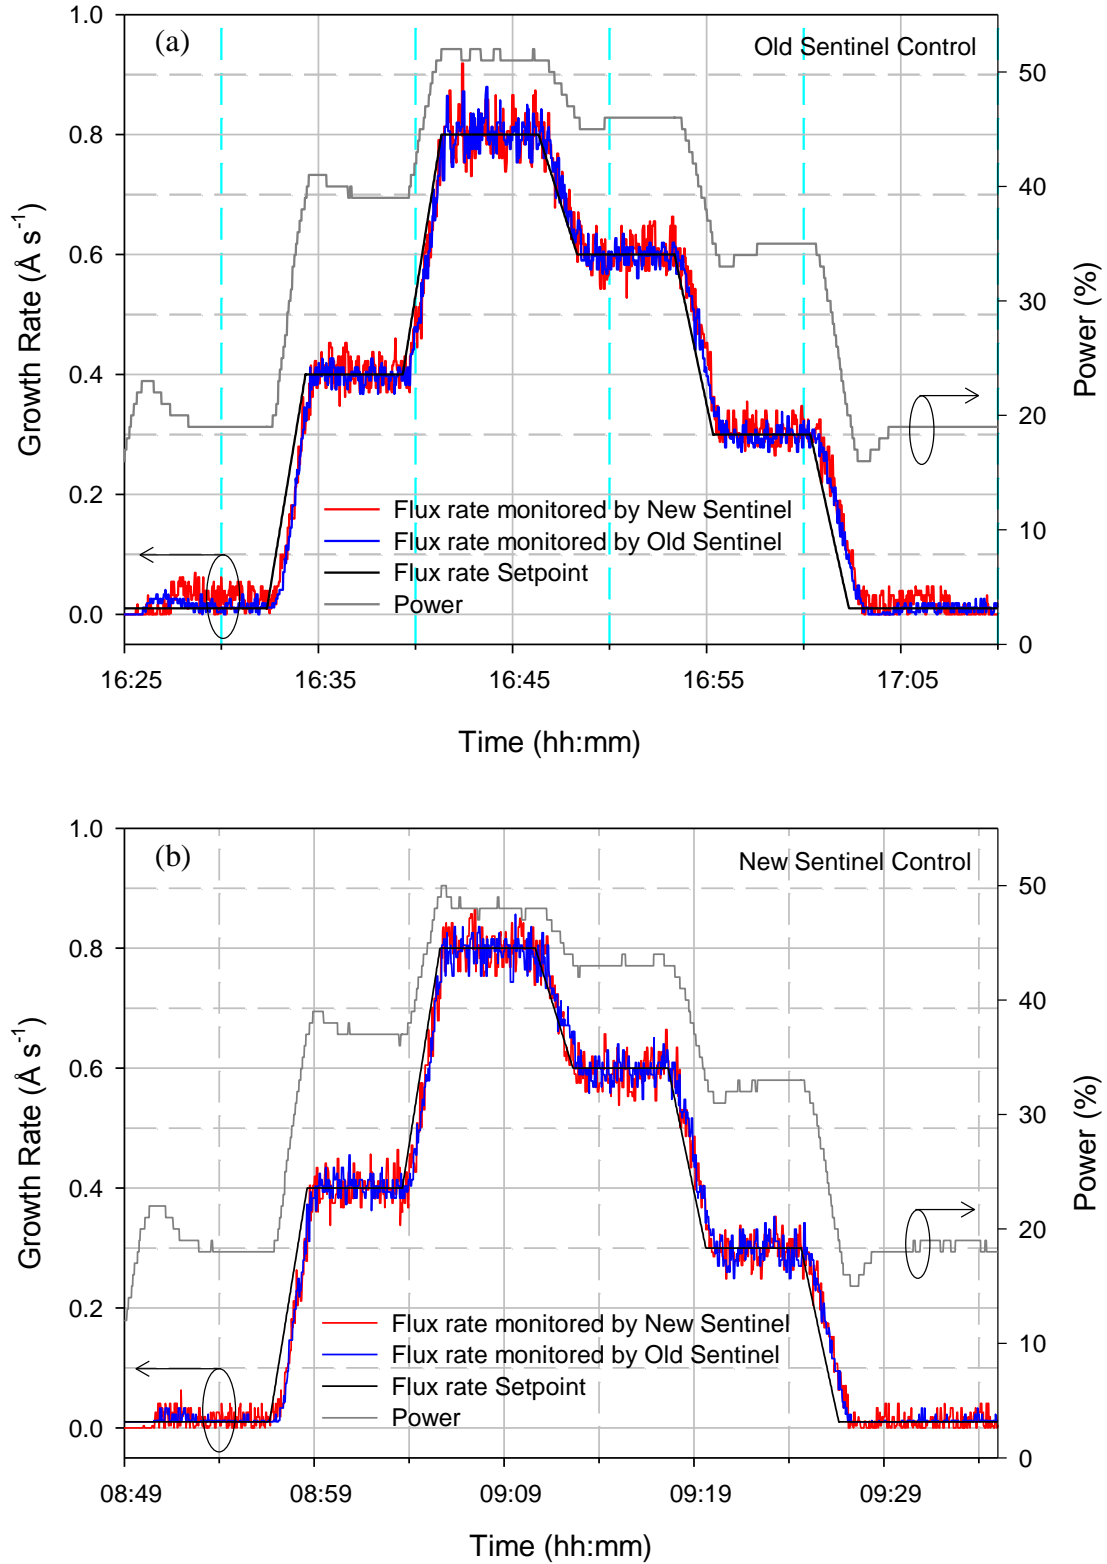 (a)
Old Sentinel Control
1.0
0.8
0.6
0.4
0.2
0.0
Growth Rate (Å s-1)
50
40
30
20
10
0
Power (%)
Flux rate monitored by New Sentinel
Flux rate monitored by Old Sentinel
Flux rate Setpoint
Power
16:25 16:35 16:45 16:55 17:05
Time (hh:mm)
(b)
New Sentinel Control
1.0
0.8
0.6
0.4
0.2
0.0
Growth Rate (Å s-1)
50
40
30
20
10
0
Power (%)
Flux rate monitored by New Sentinel
Flux rate monitored by Old Sentinel
Flux rate Setpoint
Power
08:49 08:59 09:09 09:19 09:29
Time (hh:mm)